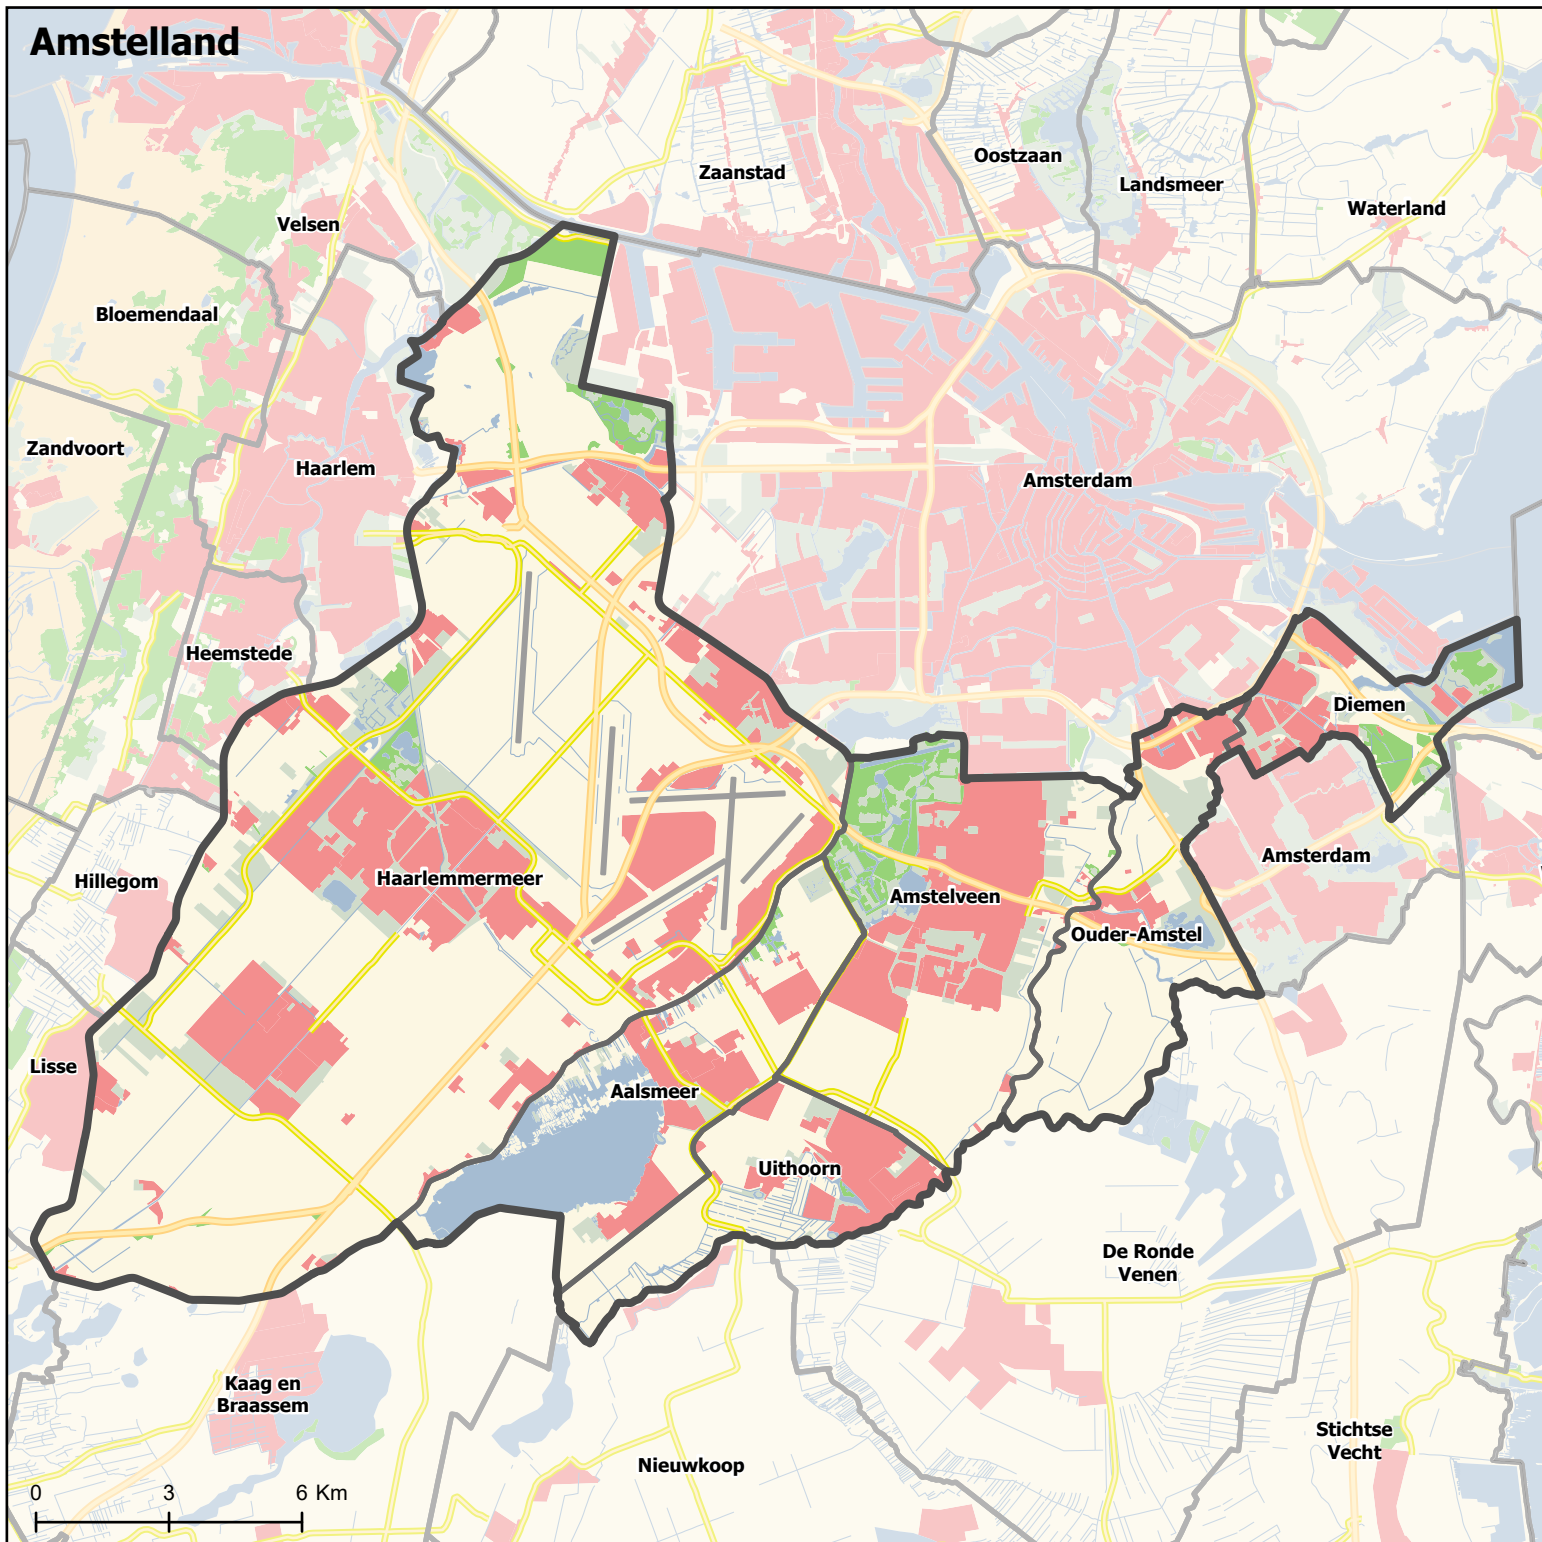 Amstelland
Oostzaan
Zaanstad
Landsmeer
Waterland
Velsen
Bloemendaal
Zandvoort
Haarlem
Amsterdam
Heemstede
Diemen
Amsterdam
Hillegom
Haarlemmermeer
Amstelveen
Ouder-Amstel
Lisse
Aalsmeer
Uithoorn
De Ronde
Venen
Kaag en
Braassem
Stichtse
Vecht
Nieuwkoop
0 3 6 Km